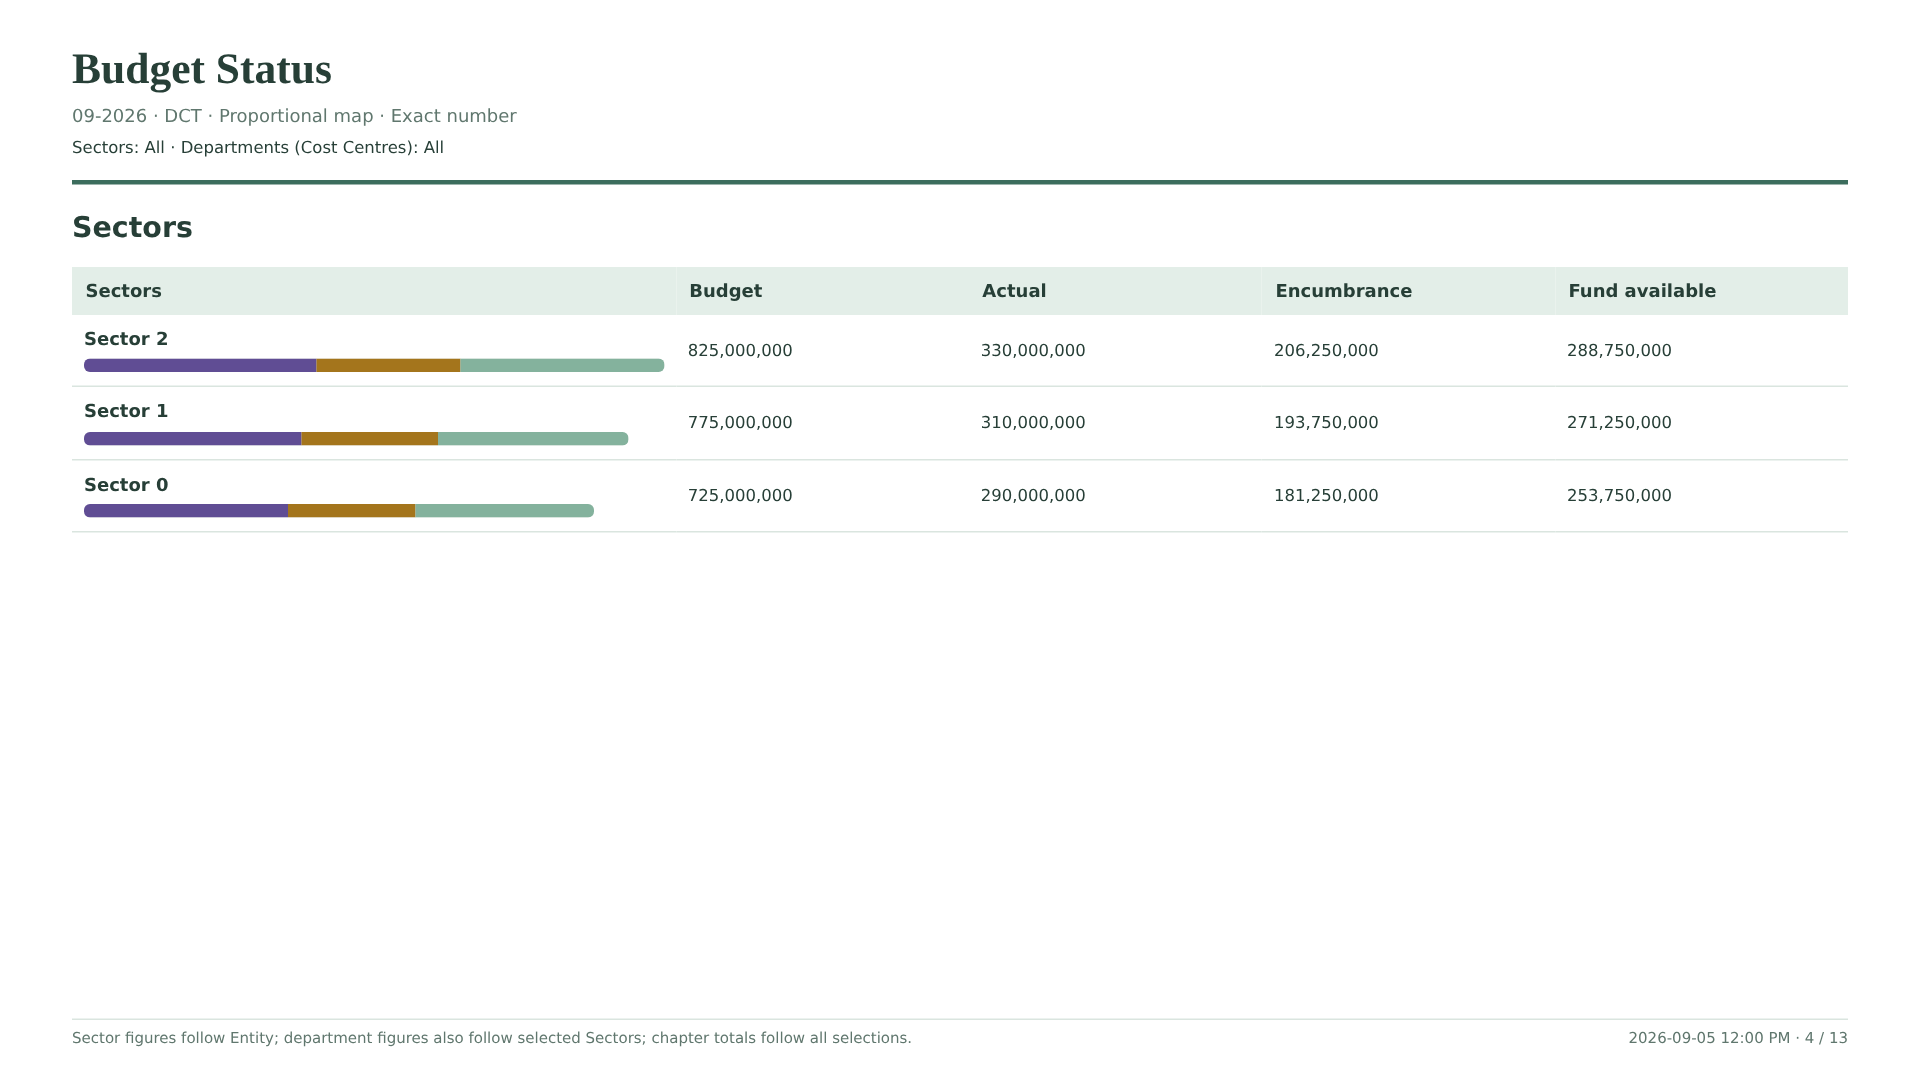 Budget Status
09-2026 · DCT · Proportional map · Exact number
Sectors: All · Departments (Cost Centres): All
Sectors
Sectors Budget Actual Encumbrance Fund available
Sector 2 825,000,000 330,000,000 206,250,000 288,750,000
Sector 1 775,000,000 310,000,000 193,750,000 271,250,000
Sector 0 725,000,000 290,000,000 181,250,000 253,750,000
Sector figures follow Entity; department figures also follow selected Sectors; chapter totals follow all selections. 2026-09-05 12:00 PM · 4 / 13